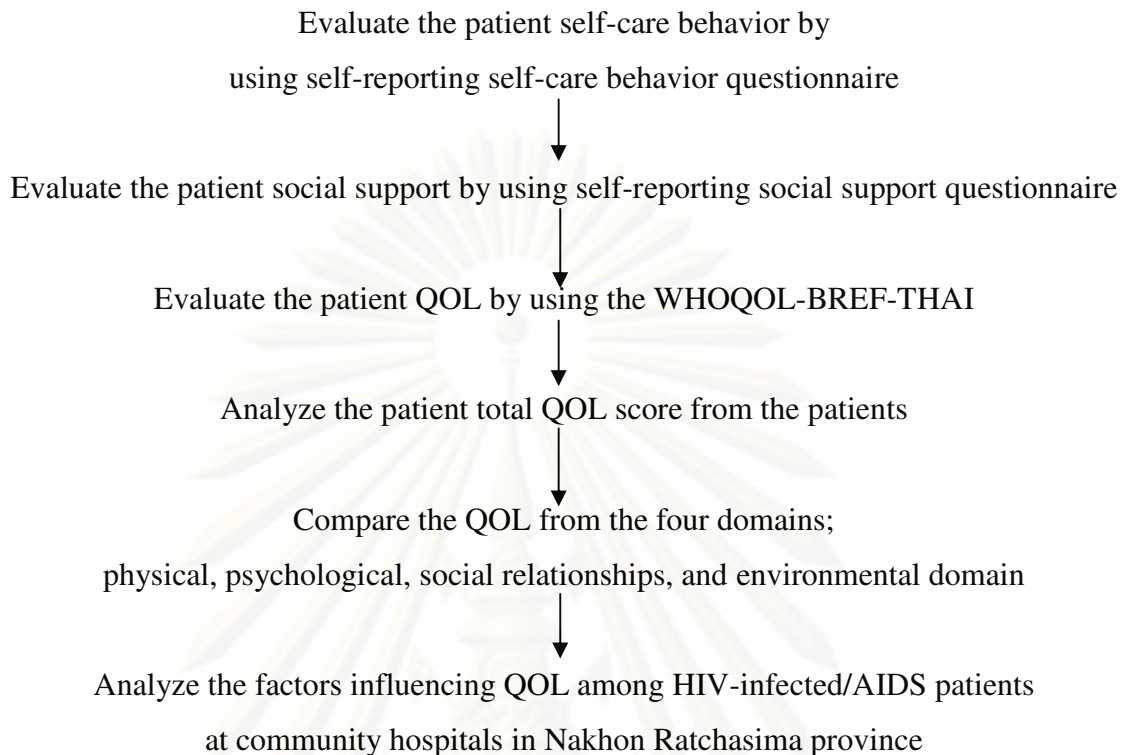 Evaluate the patient self-care behavior by
using self-reporting self-care behavior questionnaire
Evaluate the patient social support by using self-reporting social support questionnaire
Evaluate the patient QOL by using the WHOQOL-BREF-THAI
Analyze the patient total QOL score from the patients
Compare the QOL from the four domains;
physical, psychological, social relationships, and environmental domain
Analyze the factors influencing QOL among HIV-infected/AIDS patients
at community hospitals in Nakhon Ratchasima province